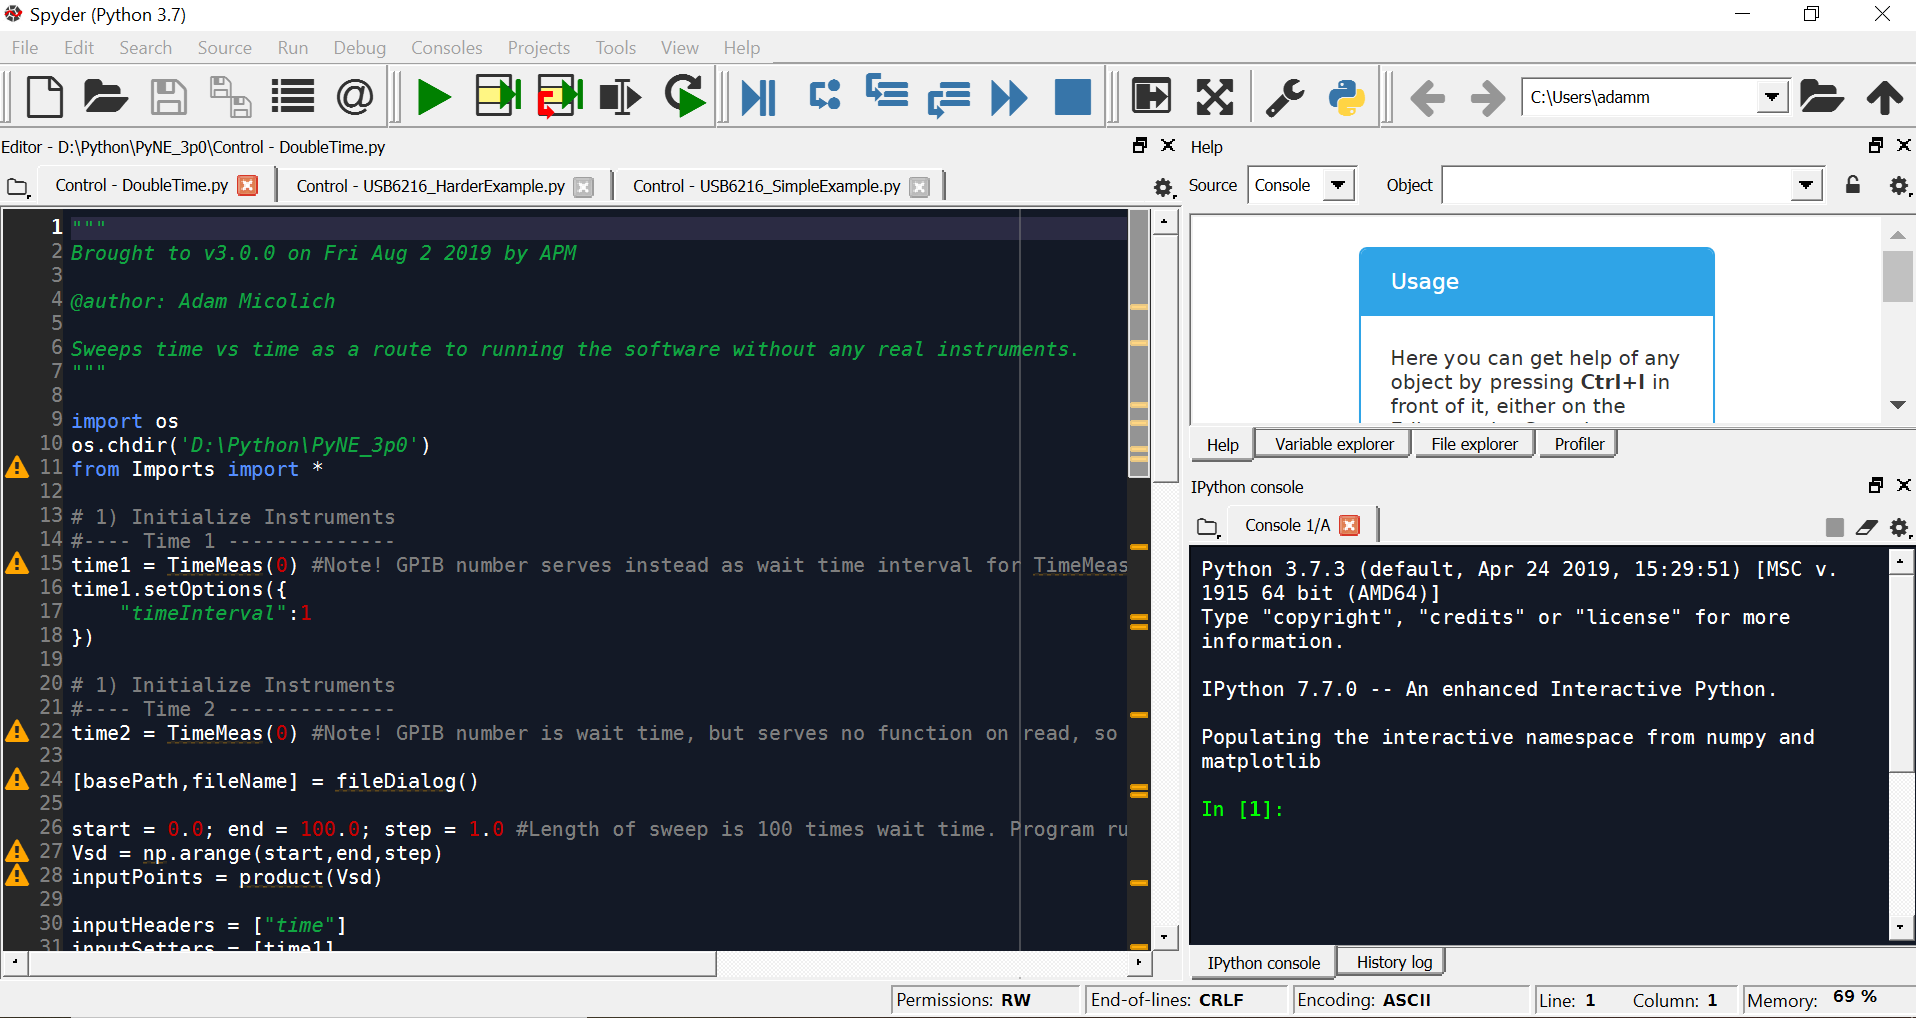 Spyder (Python 3.7)
File Edit Search Source Run Debug Consoles Projects Tools View Help
C:\Users\adamm
Editor - D:\Python\PyNE_3p0\Control - DoubleTime.py
Control - DoubleTime.py Control - USB6216_HarderExample.py Control - USB6216_SimpleExample.py
1 """
2 Brought to v3.0.0 on Fri Aug 2 2019 by APM
3
4 @author: Adam Micolich
5
6 Sweeps time vs time as a route to running the software without any real instruments.
7 """
8
9 import os
10 os.chdir('D:\Python\PyNE_3p0')
11 from Imports import *
12
13 # 1) Initialize Instruments
14 #---- Time 1 --------------
15 time1 = TimeMeas(0) #Note! GPIB number serves instead as wait time interval for TimeMeas
16 time1.setOptions({
17     "timeInterval":1
18 })
19
20 # 1) Initialize Instruments
21 #---- Time 2 --------------
22 time2 = TimeMeas(0) #Note! GPIB number is wait time, but serves no function on read, so
23
24 [basePath,fileName] = fileDialog()
25
26 start = 0.0; end = 100.0; step = 1.0 #Length of sweep is 100 times wait time. Program ru
27 Vsd = np.arange(start,end,step)
28 inputPoints = product(Vsd)
29
30 inputHeaders = ["time"]
31 inputSetters = [time1]
Help
Source Console Object
Usage
Here you can get help of any
object by pressing Ctrl+I in
front of it, either on the
Help Variable explorer File explorer Profiler
IPython console
Console 1/A
Python 3.7.3 (default, Apr 24 2019, 15:29:51) [MSC v.
1915 64 bit (AMD64)]
Type "copyright", "credits" or "license" for more
information.
IPython 7.7.0 -- An enhanced Interactive Python.
Populating the interactive namespace from numpy and
matplotlib
In [1]:
IPython console History log
Permissions: RW End-of-lines: CRLF Encoding: ASCII Line: 1 Column: 1 Memory: 69 %